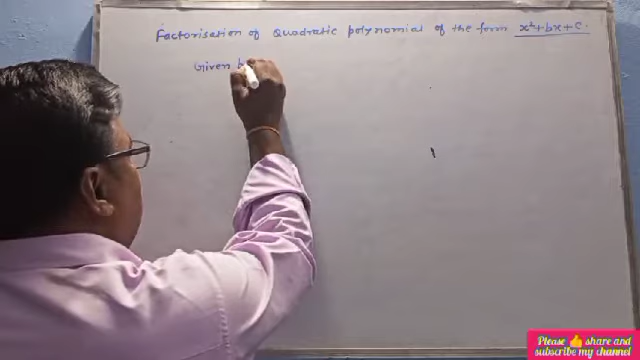 Factorisation of Quadratic polynomial of the form x²+bx+c.
Given
Please 👍 share and
subscribe my channel